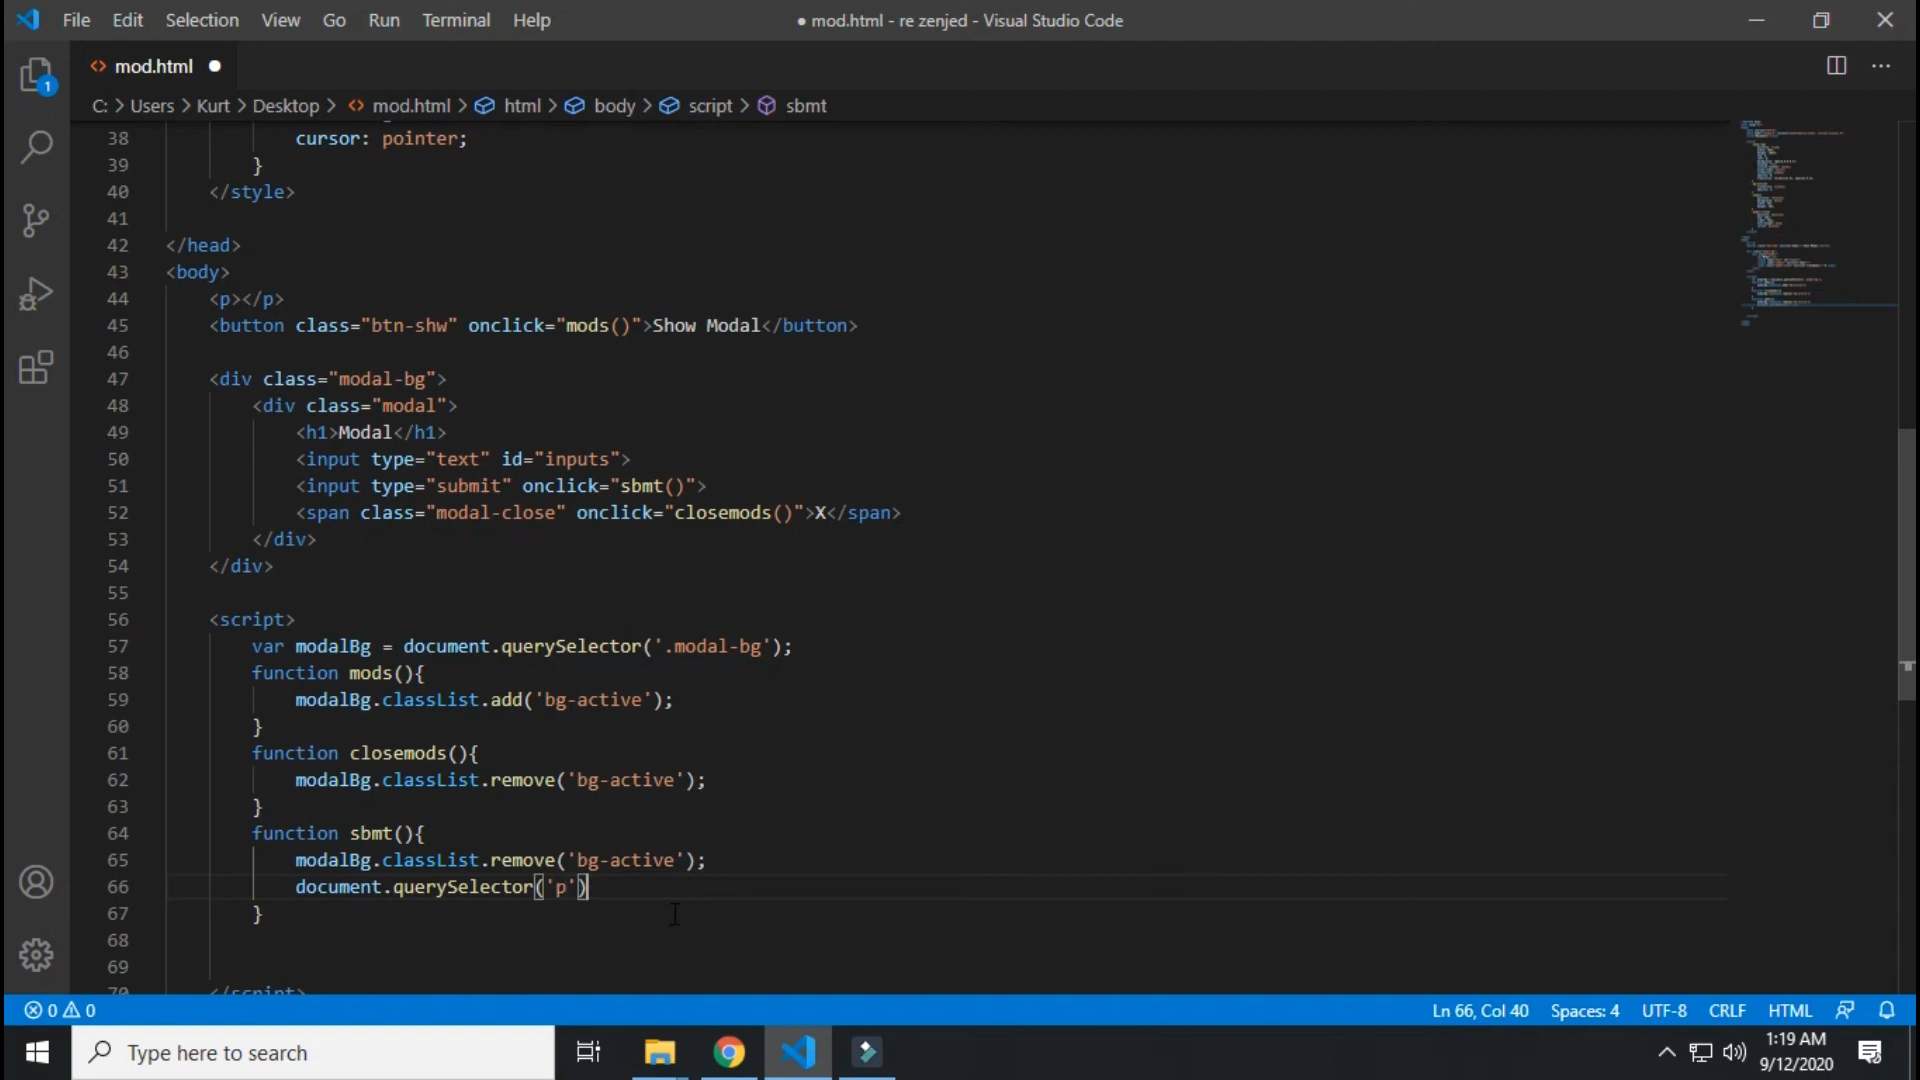 File Edit Selection View Go Run Terminal Help
● mod.html - re zenjed - Visual Studio Code
<> mod.html ●
C: > Users > Kurt > Desktop > <> mod.html > html > body > script > sbmt
1
38 cursor: pointer;
39 }
40 </style>
41
42 </head>
43 <body>
44 <p></p>
45 <button class="btn-shw" onclick="mods()">Show Modal</button>
46
47 <div class="modal-bg">
48 <div class="modal">
49 <h1>Modal</h1>
50 <input type="text" id="inputs">
51 <input type="submit" onclick="sbmt()">
52 <span class="modal-close" onclick="closemods()">X</span>
53 </div>
54 </div>
55
56 <script>
57 var modalBg = document.querySelector('.modal-bg');
58 function mods(){
59 modalBg.classList.add('bg-active');
60 }
61 function closemods(){
62 modalBg.classList.remove('bg-active');
63 }
64 function sbmt(){
65 modalBg.classList.remove('bg-active');
66 document.querySelector('p')
67 }
68
69
70 </script>
0 0 Ln 66, Col 40 Spaces: 4 UTF-8 CRLF HTML
Type here to search
1:19 AM
9/12/2020